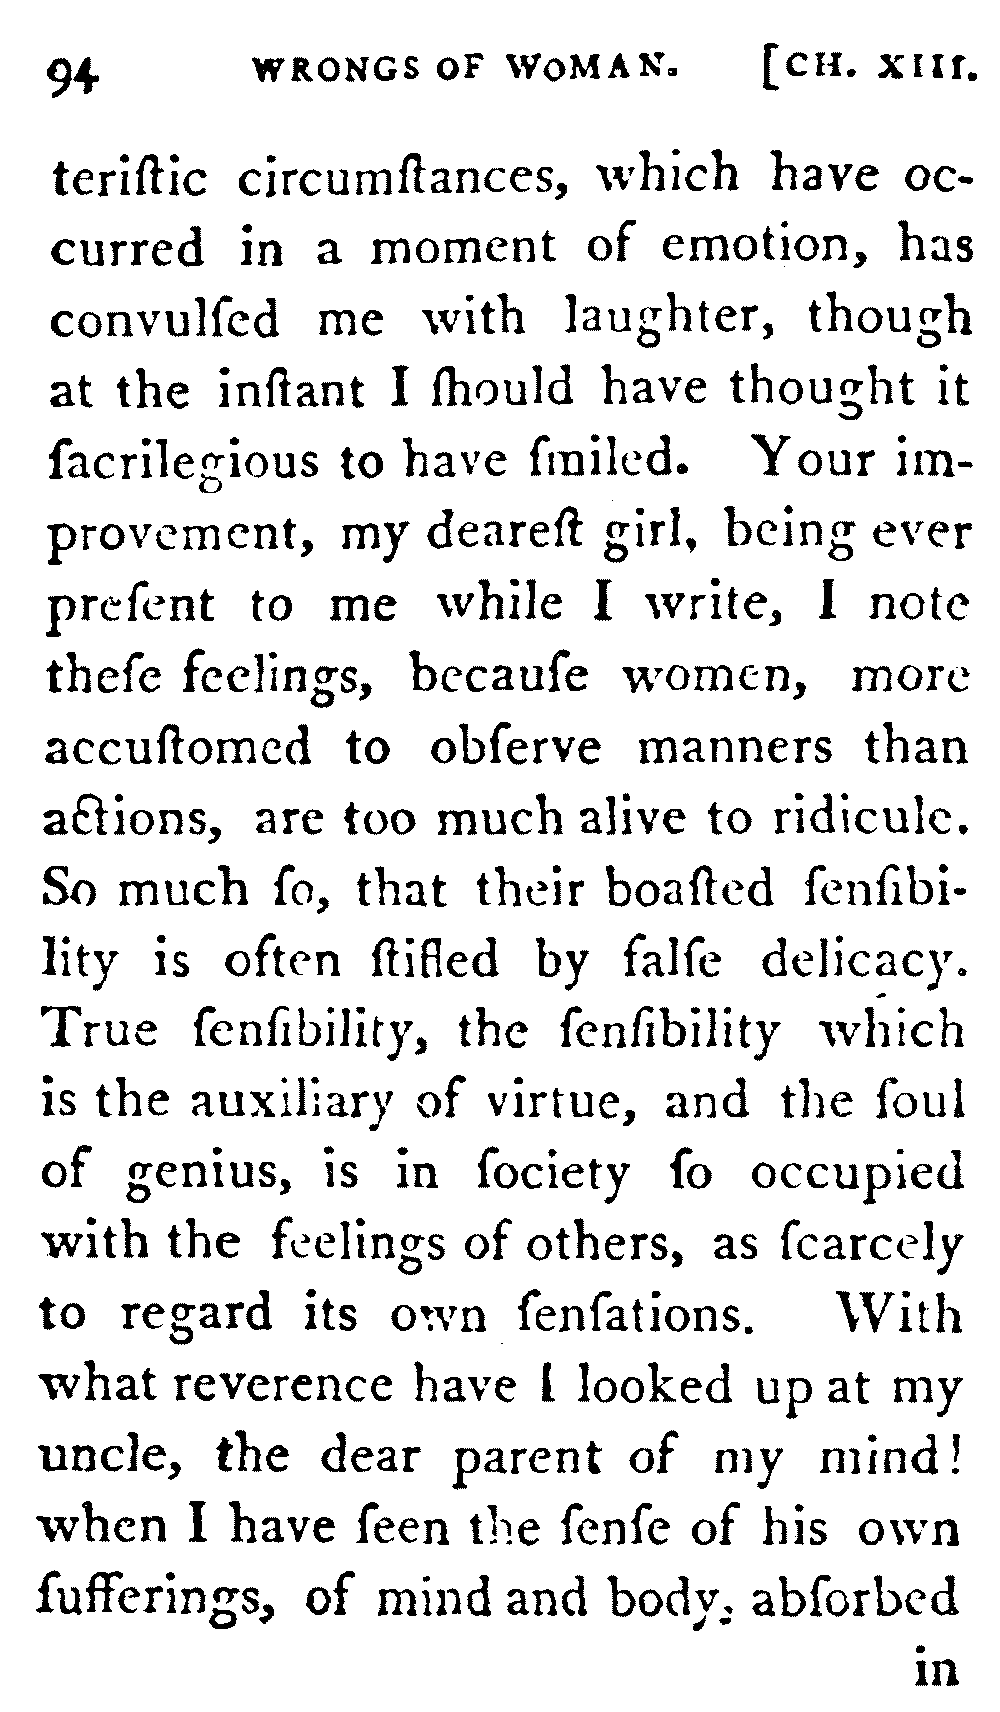 94 WRONGS OF WOMAN. [CH. XIII.
teriſtic circumſtances, which have oc-
curred in a moment of emotion, has
convulſed me with laughter, though
at the inſtant I ſhould have thought it
ſacrilegious to have ſmiled. Your im-
provement, my deareſt girl, being ever
preſent to me while I write, I note
theſe feelings, becauſe women, more
accuſtomed to obſerve manners than
actions, are too much alive to ridicule.
So much ſo, that their boaſted ſenſibi-
lity is often ſtifled by falſe delicacy.
True ſenſibility, the ſenſibility which
is the auxiliary of virtue, and the ſoul
of genius, is in ſociety ſo occupied
with the feelings of others, as ſcarcely
to regard its own ſenſations. With
what reverence have I looked up at my
uncle, the dear parent of my mind!
when I have ſeen the ſenſe of his own
ſufferings, of mind and body, abſorbed
in